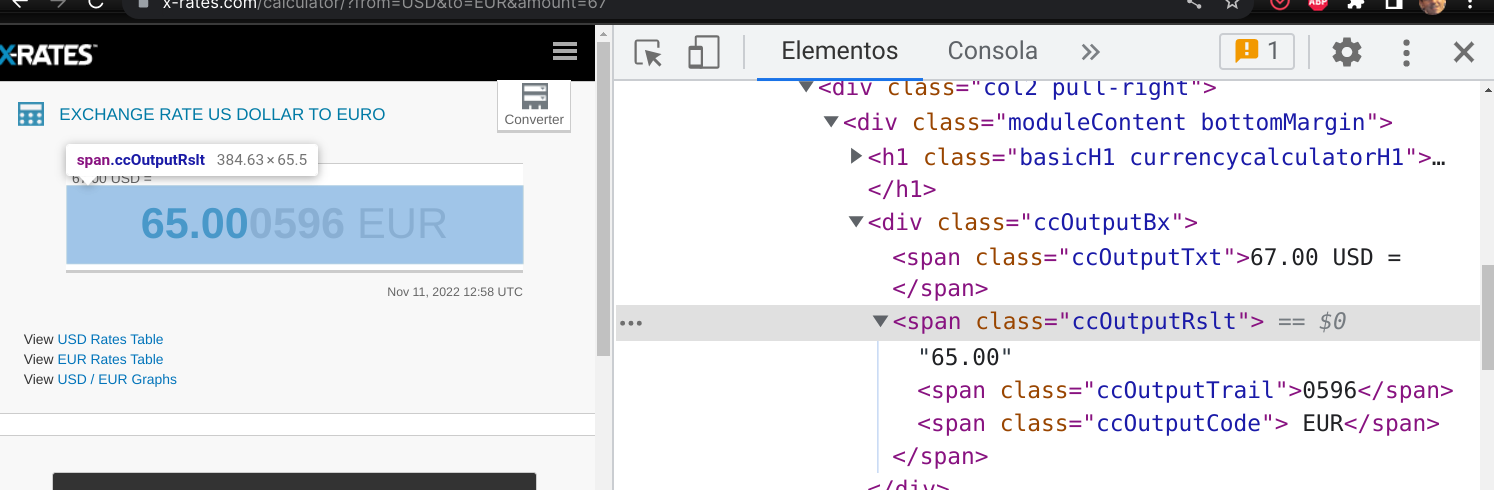 x-rates.com/calculator/?from=USD&to=EUR&amount=67
ABP
X-RATES™
EXCHANGE RATE US DOLLAR TO EURO
Converter
span.ccOutputRslt 384.63 × 65.5
67.00 USD =
65.000596 EUR
Nov 11, 2022 12:58 UTC
View USD Rates Table
View EUR Rates Table
View USD / EUR Graphs
Elementos Consola » 1
<div class="col2 pull-right">
<div class="moduleContent bottomMargin">
<h1 class="basicH1 currencycalculatorH1">…
</h1>
<div class="ccOutputBx">
<span class="ccOutputTxt">67.00 USD =
</span>
<span class="ccOutputRslt"> == $0
"65.00"
<span class="ccOutputTrail">0596</span>
<span class="ccOutputCode"> EUR</span>
</span>
</div>